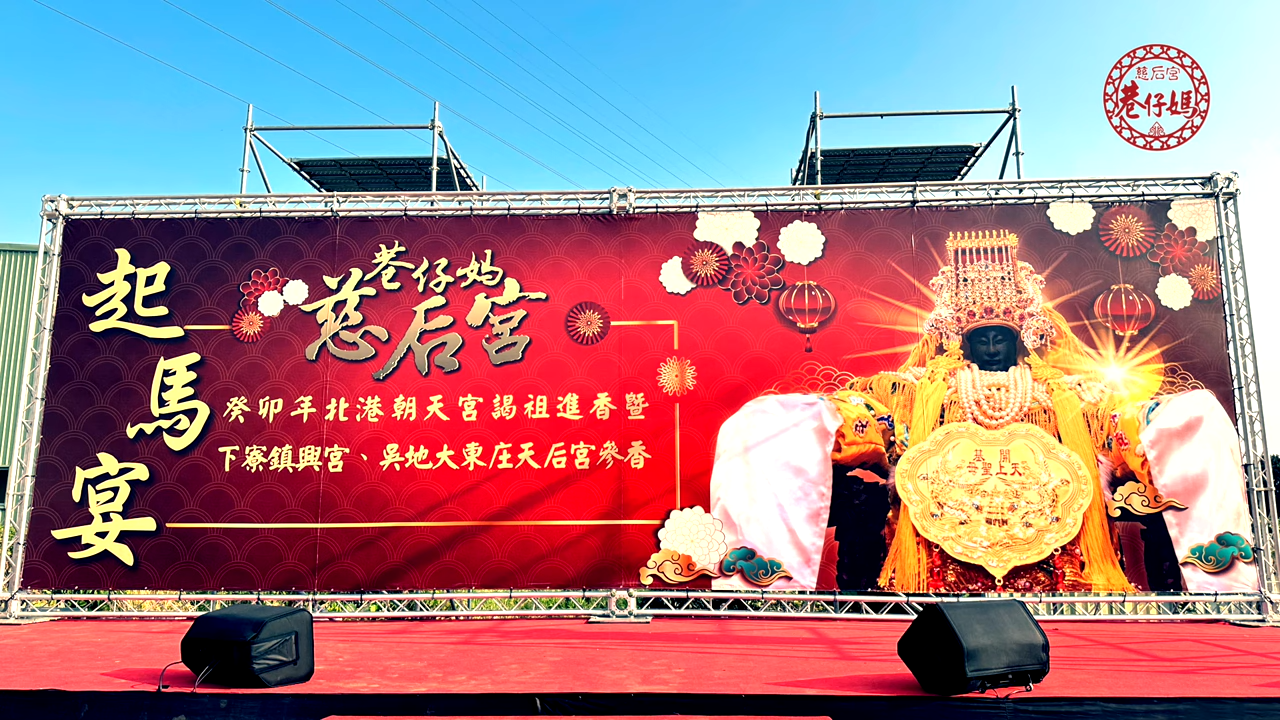 慈后宮
巷仔媽
起馬宴
巷仔媽
慈后宮
癸卯年北港朝天宮謁祖進香暨
下寮鎮興宮、吳地大東庄天后宮參香
開基
天上聖母